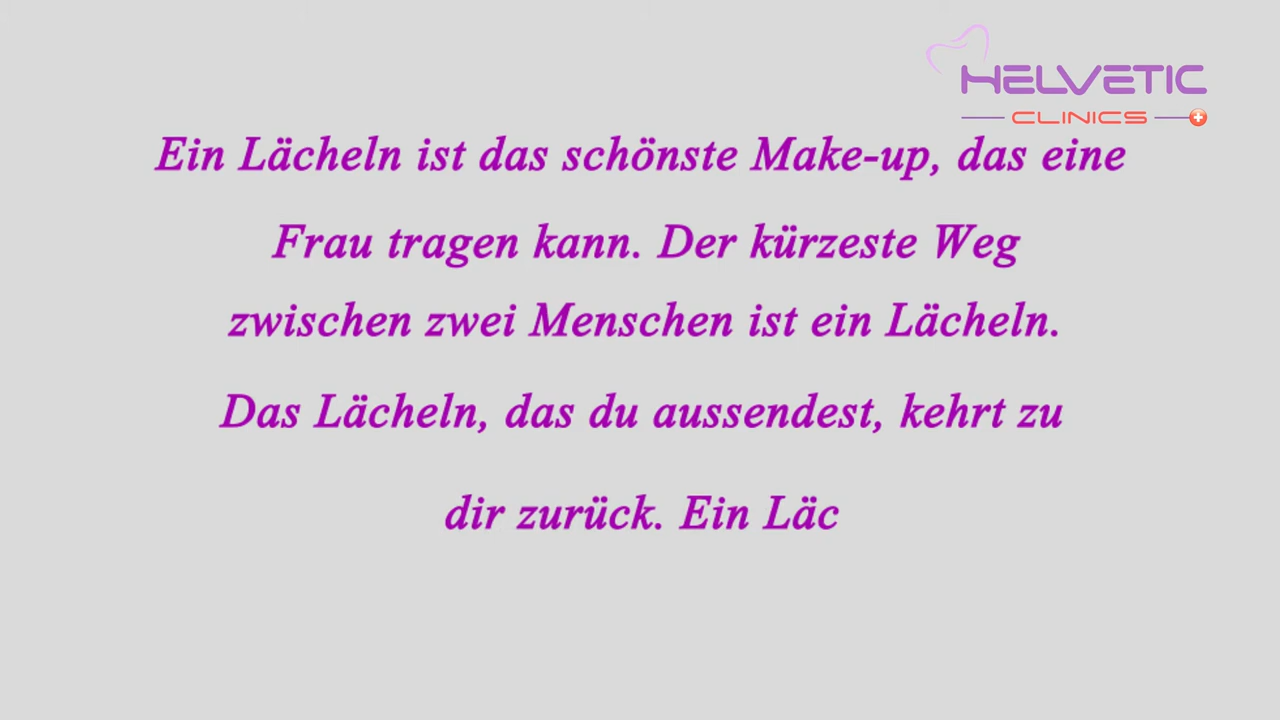 HELVETIC
CLINICS
Ein Lächeln ist das schönste Make-up, das eine
Frau tragen kann. Der kürzeste Weg
zwischen zwei Menschen ist ein Lächeln.
Das Lächeln, das du aussendest, kehrt zu
dir zurück. Ein Läc